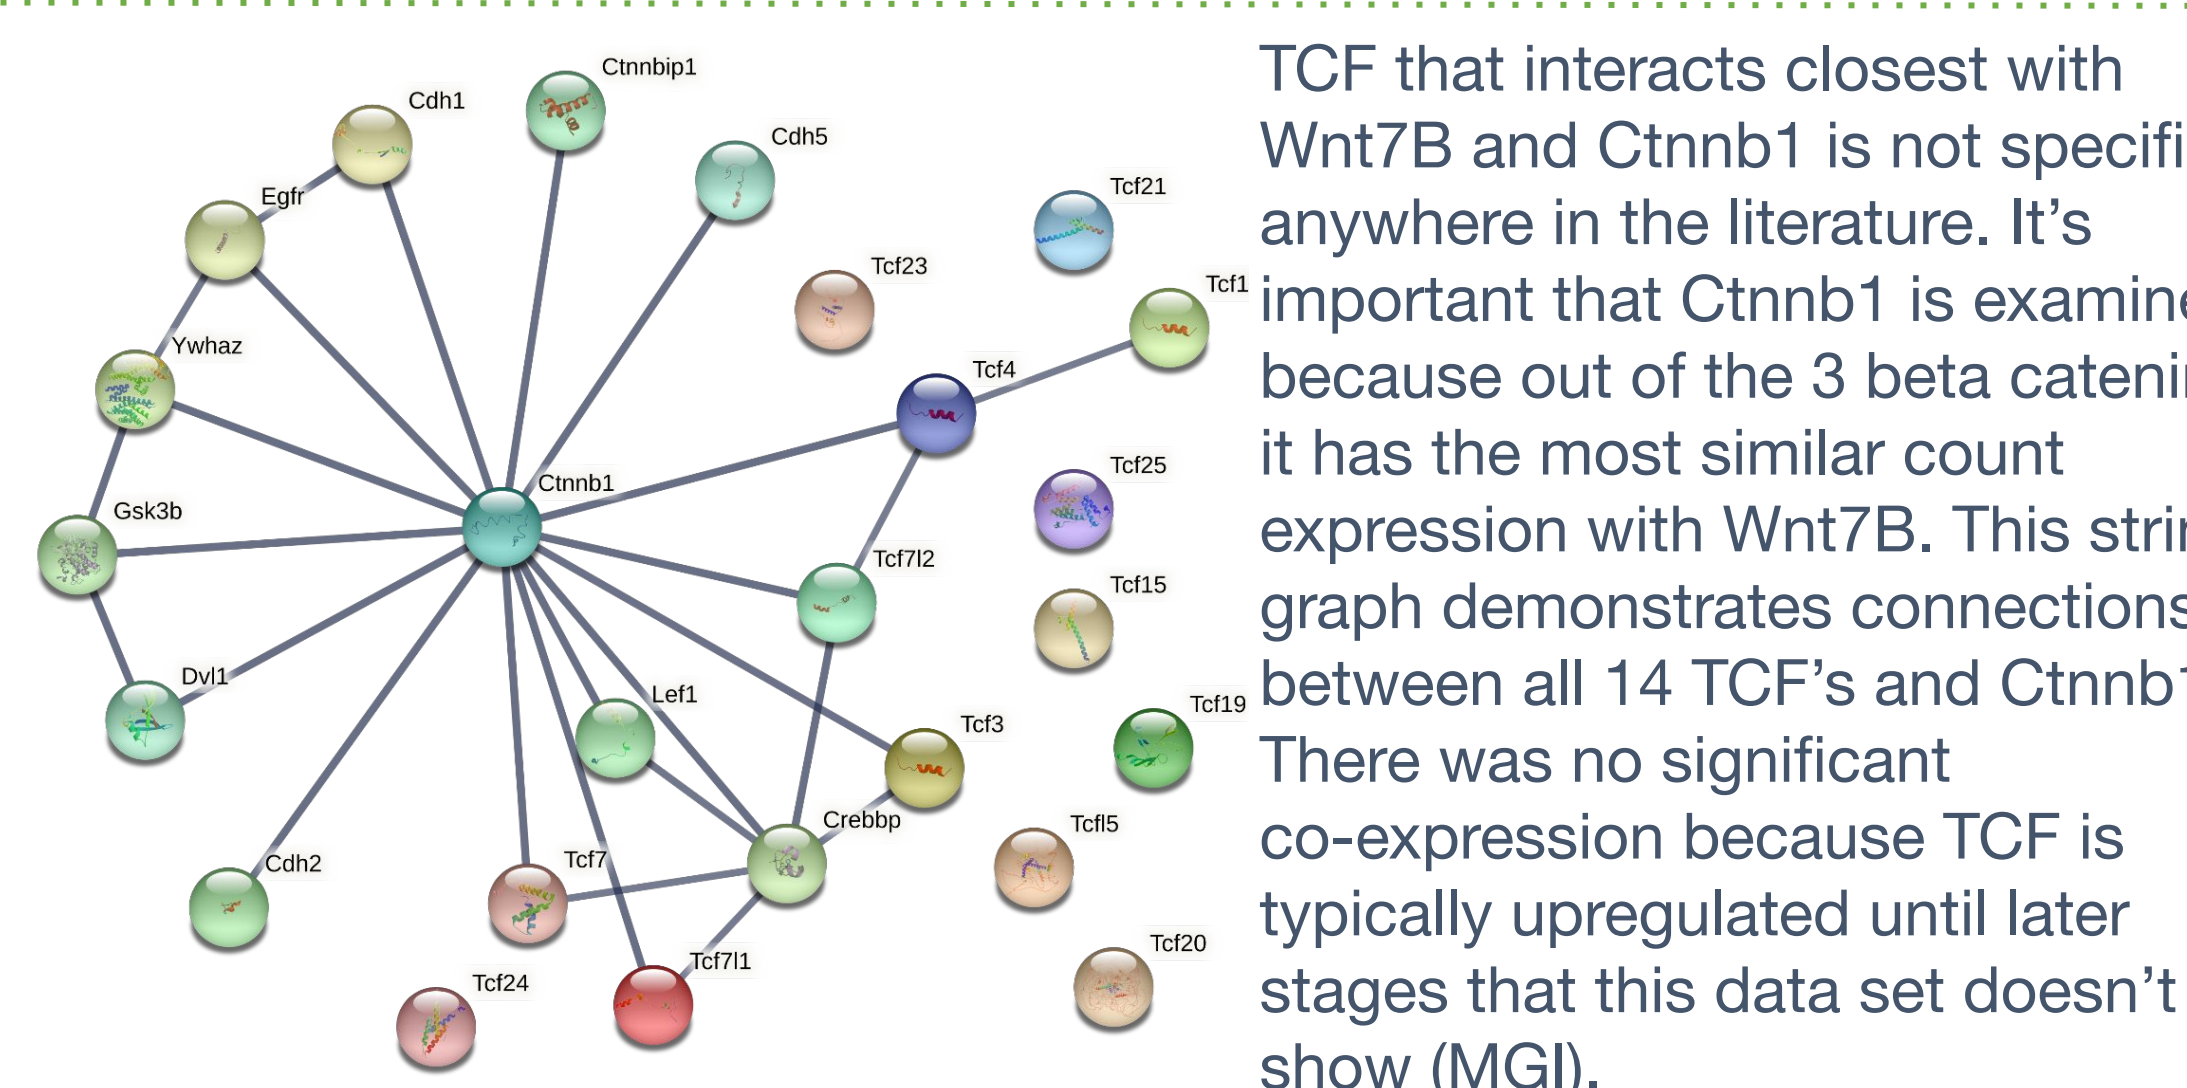 Ctnnbip1
Cdh1
Cdh5
Egfr
Tcf21
Tcf23
Tcf1
Ywhaz
Tcf4
Tcf25
Ctnnb1
Gsk3b
Tcf7l2
Tcf15
Dvl1
Lef1
Tcf19
Tcf3
Crebbp
Tcfl5
Tcf7
Cdh2
Tcf20
Tcf7l1
Tcf24
TCF that interacts closest with
Wnt7B and Ctnnb1 is not specifi
anywhere in the literature. It’s
important that Ctnnb1 is examine
because out of the 3 beta catenin
it has the most similar count
expression with Wnt7B. This strin
graph demonstrates connections
between all 14 TCF’s and Ctnnb1
There was no significant
co-expression because TCF is
typically upregulated until later
stages that this data set doesn’t
show (MGI).